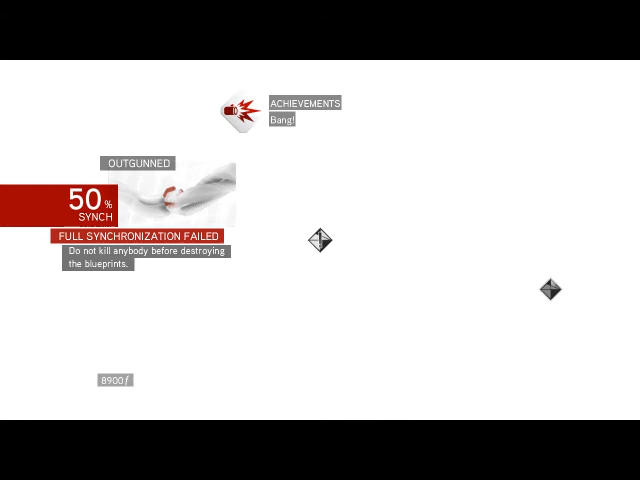 ACHIEVEMENTS
Bang!
OUTGUNNED
50 %
SYNCH
FULL SYNCHRONIZATION FAILED
Do not kill anybody before destroying
the blueprints.
8900 ƒ